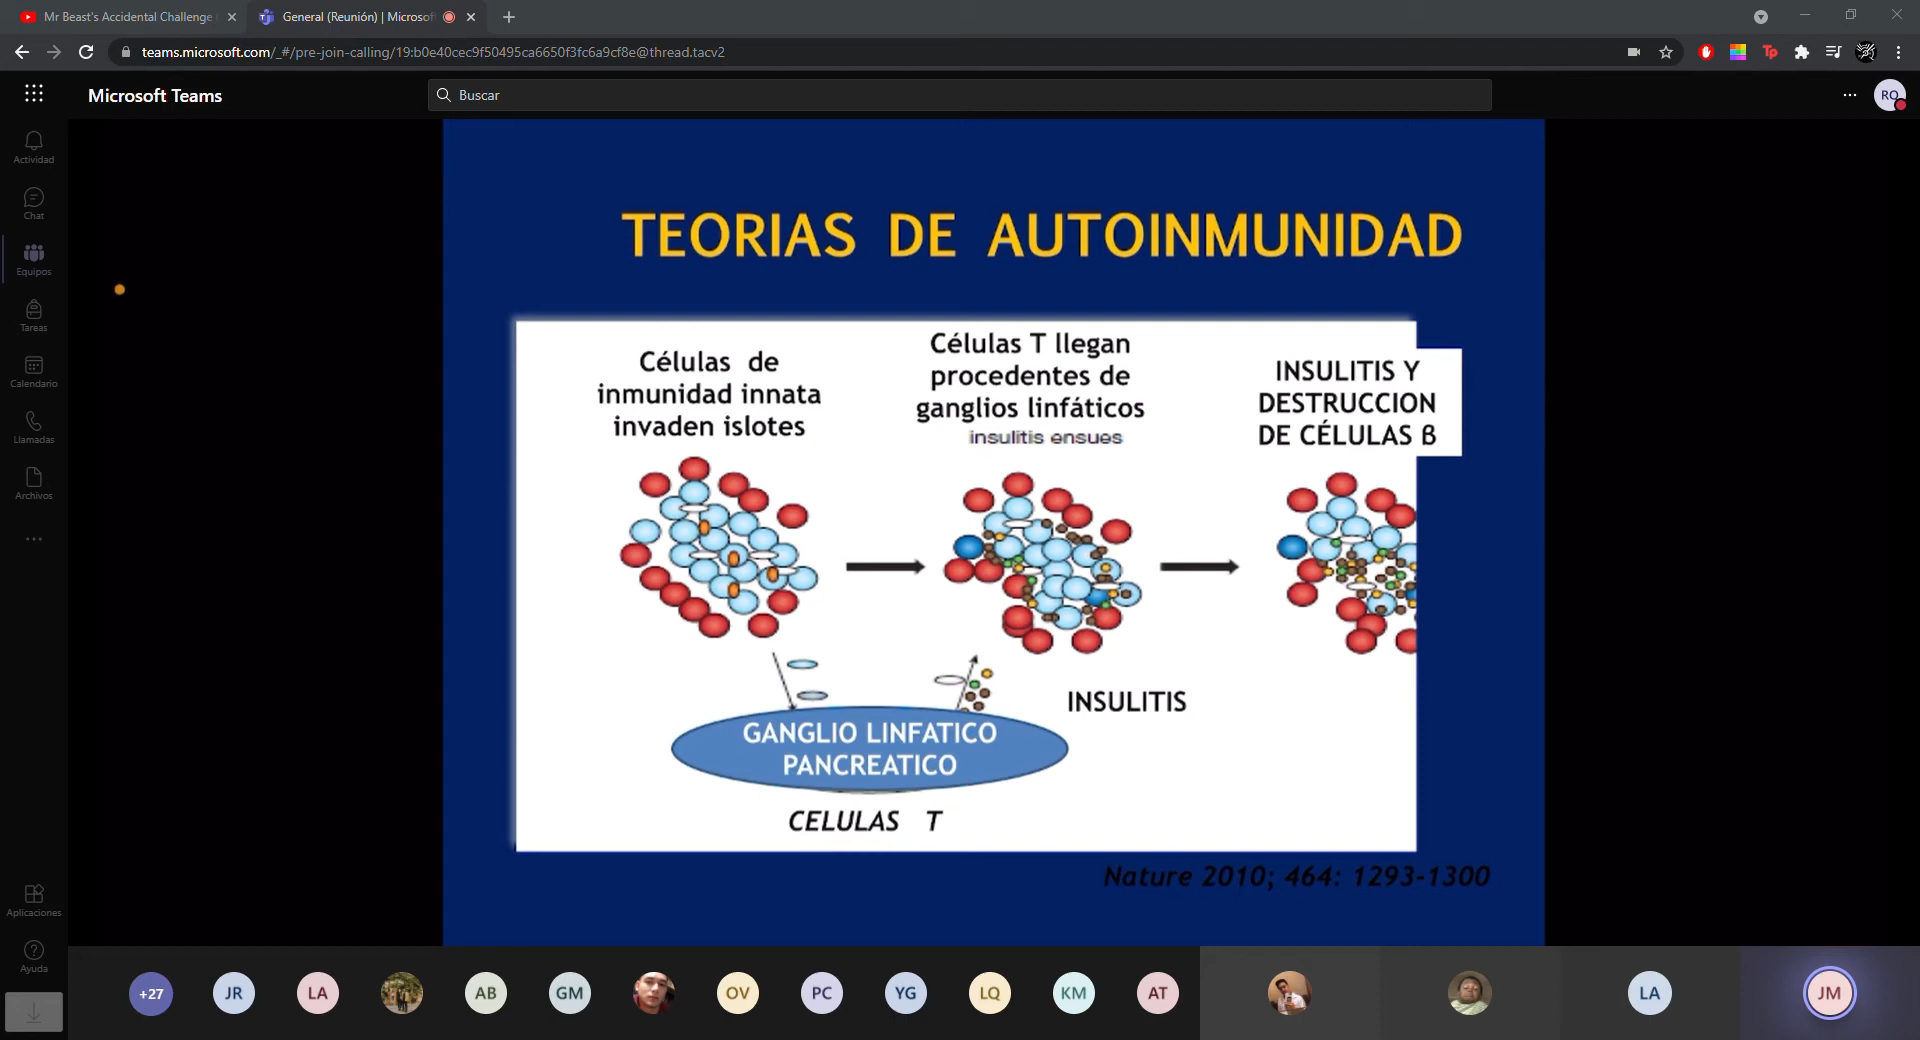 Mr Beast's Accidental Challenge
General (Reunión) | Microsof
teams.microsoft.com/_#/pre-join-calling/19:b0e40cec9f50495ca6650f3fc6a9cf8e@thread.tacv2
Microsoft Teams
Buscar
RO
Actividad
Chat
Equipos
Tareas
Calendario
Llamadas
Archivos
Aplicaciones
Ayuda
TEORIAS DE AUTOINMUNIDAD
Células de
inmunidad innata
invaden islotes
Células T llegan
procedentes de
ganglios linfáticos
insulitis ensues
INSULITIS Y
DESTRUCCION
DE CÉLULAS ß
INSULITIS
GANGLIO LINFATICO
PANCREATICO
CELULAS T
Nature 2010; 464: 1293-1300
+27
JR
LA
AB
GM
OV
PC
YG
LQ
KM
AT
LA
JM